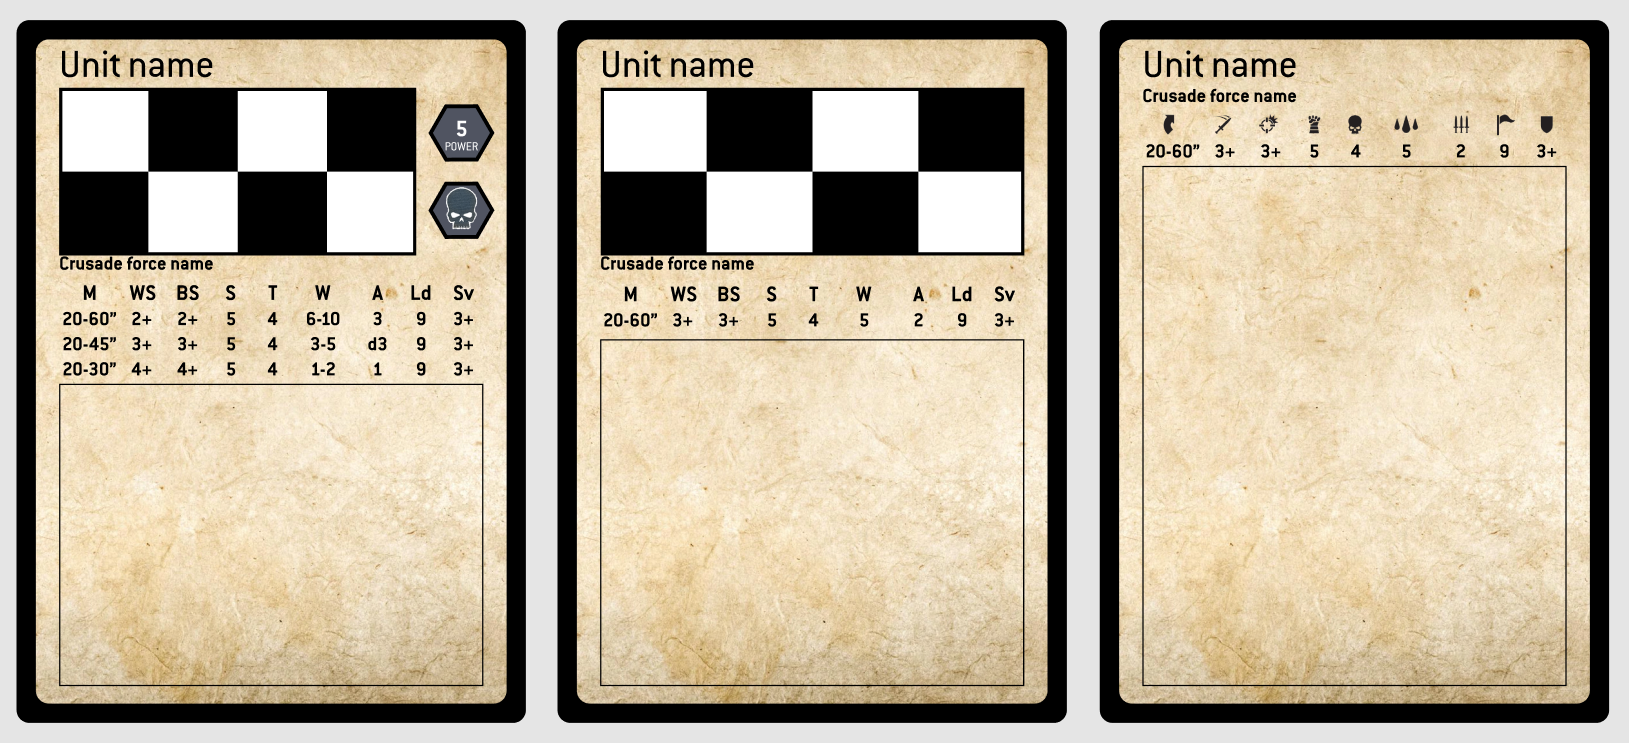 Unit name
5
POWER
Crusade force name
M WS BS S T W A Ld Sv
20-60” 2+ 2+ 5 4 6-10 3 9 3+
20-45” 3+ 3+ 5 4 3-5 d3 9 3+
20-30” 4+ 4+ 5 4 1-2 1 9 3+
Unit name
Crusade force name
M WS BS S T W A Ld Sv
20-60” 3+ 3+ 5 4 5 2 9 3+
Unit name
Crusade force name
20-60” 3+ 3+ 5 4 5 2 9 3+